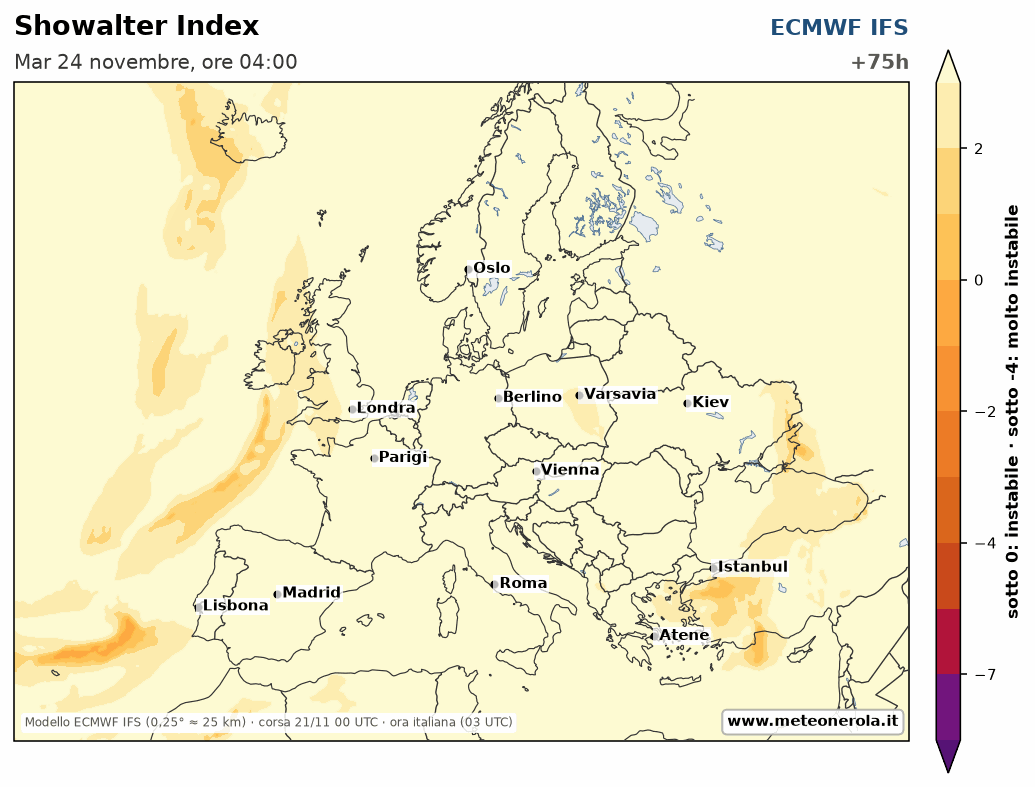 Showalter Index
ECMWF IFS
Mar 24 novembre, ore 04:00
+75h
Oslo
Berlino
Varsavia
Kiev
Londra
Parigi
Vienna
Istanbul
Roma
Madrid
Lisbona
Atene
Modello ECMWF IFS (0,25° ≈ 25 km) · corsa 21/11 00 UTC · ora italiana (03 UTC)
www.meteonerola.it
2
0
−2
−4
−7
sotto 0: instabile · sotto -4: molto instabile